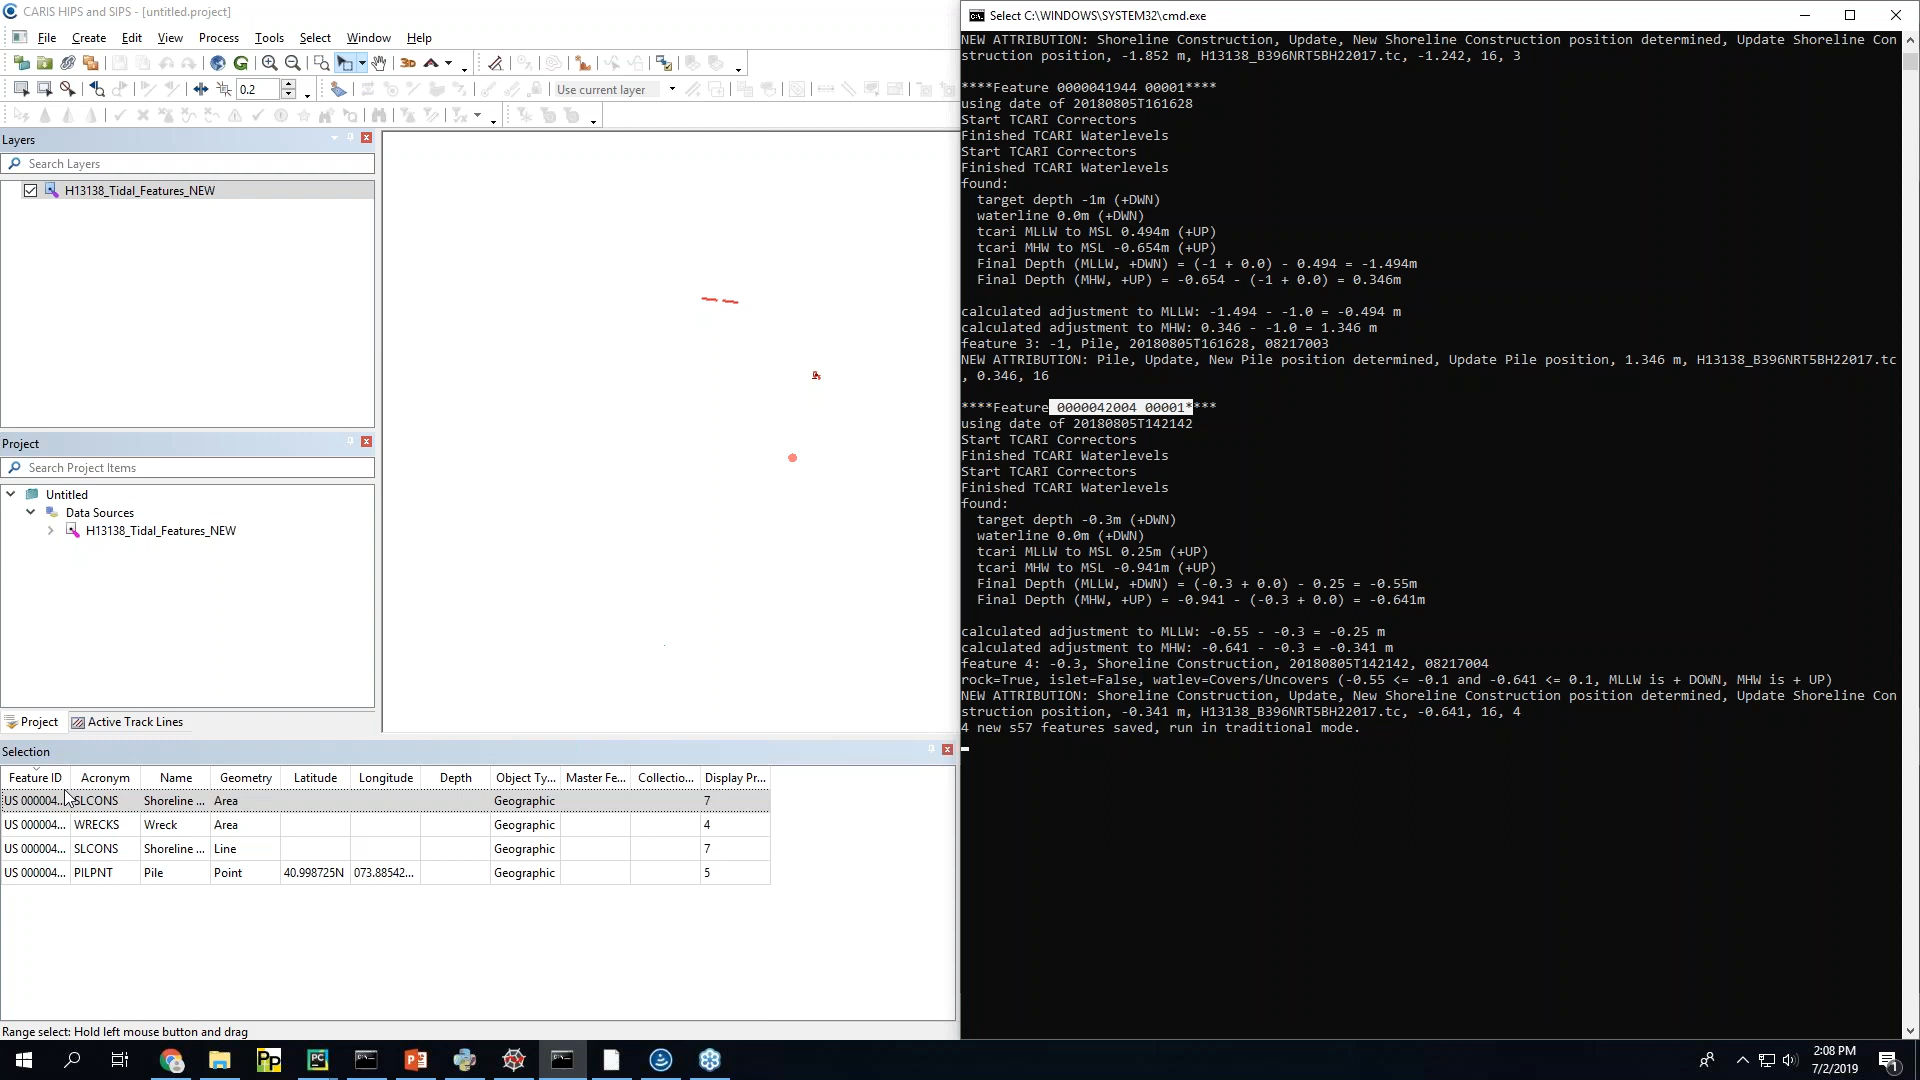 CARIS HIPS and SIPS - [untitled.project]
File Create Edit View Process Tools Select Window Help
3D
0.2
Use current layer
Layers
Search Layers
H13138_Tidal_Features_NEW
Project
Search Project Items
Untitled
Data Sources
H13138_Tidal_Features_NEW
Project Active Track Lines
Selection
Feature ID Acronym Name Geometry Latitude Longitude Depth Object Ty... Master Fe... Collectio... Display Pr...
US 000004... SLCONS Shoreline ... Area Geographic 7
US 000004... WRECKS Wreck Area Geographic 4
US 000004... SLCONS Shoreline ... Line Geographic 7
US 000004... PILPNT Pile Point 40.998725N 073.88542... Geographic 5
Range select: Hold left mouse button and drag
Select C:\WINDOWS\SYSTEM32\cmd.exe
NEW ATTRIBUTION: Shoreline Construction, Update, New Shoreline Construction position determined, Update Shoreline Con
struction position, -1.852 m, H13138_B396NRT5BH22017.tc, -1.242, 16, 3
****Feature 0000041944 00001****
using date of 20180805T161628
Start TCARI Correctors
Finished TCARI Waterlevels
Start TCARI Correctors
Finished TCARI Waterlevels
found:
target depth -1m (+DWN)
waterline 0.0m (+DWN)
tcari MLLW to MSL 0.494m (+UP)
tcari MHW to MSL -0.654m (+UP)
Final Depth (MLLW, +DWN) = (-1 + 0.0) - 0.494 = -1.494m
Final Depth (MHW, +UP) = -0.654 - (-1 + 0.0) = 0.346m
calculated adjustment to MLLW: -1.494 - -1.0 = -0.494 m
calculated adjustment to MHW: 0.346 - -1.0 = 1.346 m
feature 3: -1, Pile, 20180805T161628, 08217003
NEW ATTRIBUTION: Pile, Update, New Pile position determined, Update Pile position, 1.346 m, H13138_B396NRT5BH22017.tc
, 0.346, 16
****Feature 0000042004 00001****
using date of 20180805T142142
Start TCARI Correctors
Finished TCARI Waterlevels
Start TCARI Correctors
Finished TCARI Waterlevels
found:
target depth -0.3m (+DWN)
waterline 0.0m (+DWN)
tcari MLLW to MSL 0.25m (+UP)
tcari MHW to MSL -0.941m (+UP)
Final Depth (MLLW, +DWN) = (-0.3 + 0.0) - 0.25 = -0.55m
Final Depth (MHW, +UP) = -0.941 - (-0.3 + 0.0) = -0.641m
calculated adjustment to MLLW: -0.55 - -0.3 = -0.25 m
calculated adjustment to MHW: -0.641 - -0.3 = -0.341 m
feature 4: -0.3, Shoreline Construction, 20180805T142142, 08217004
rock=True, islet=False, watlev=Covers/Uncovers (-0.55 <= -0.1 and -0.641 <= 0.1, MLLW is + DOWN, MHW is + UP)
NEW ATTRIBUTION: Shoreline Construction, Update, New Shoreline Construction position determined, Update Shoreline Con
struction position, -0.341 m, H13138_B396NRT5BH22017.tc, -0.641, 16, 4
4 new s57 features saved, run in traditional mode.
2:08 PM
7/2/2019
1